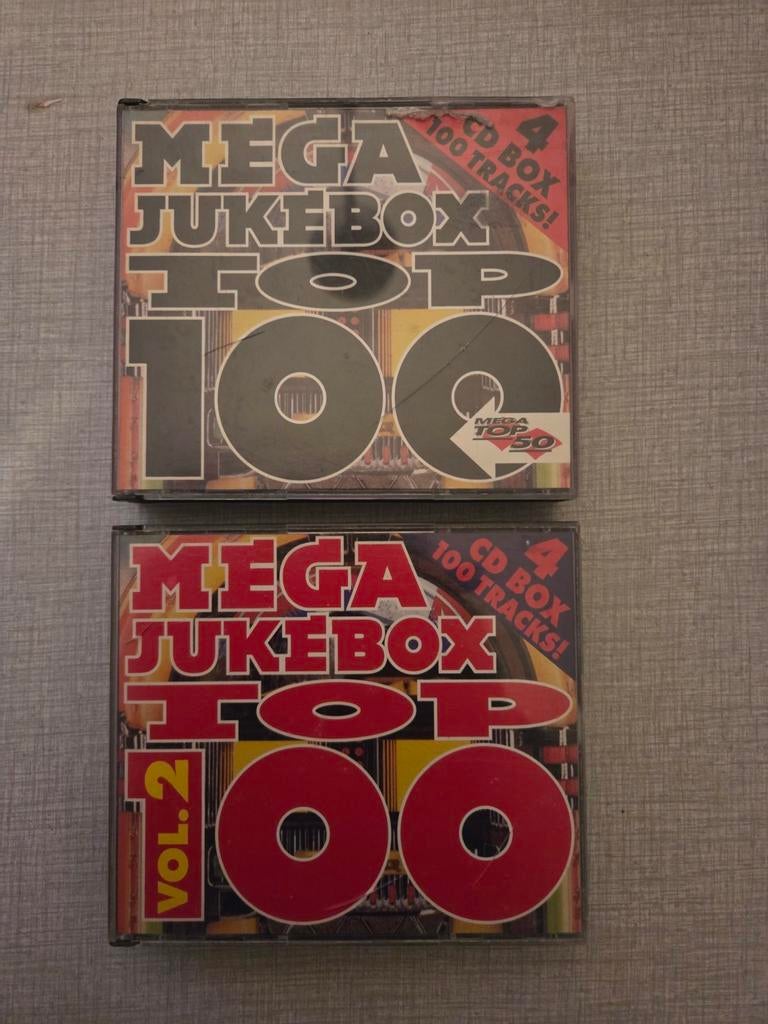 MEGA
JUKEBOX
TOP
100
4
CD BOX
100 TRACKS!
MEGA
TOP
50
MEGA
JUKEBOX
TOP
100
VOL. 2
4
CD BOX
100 TRACKS!